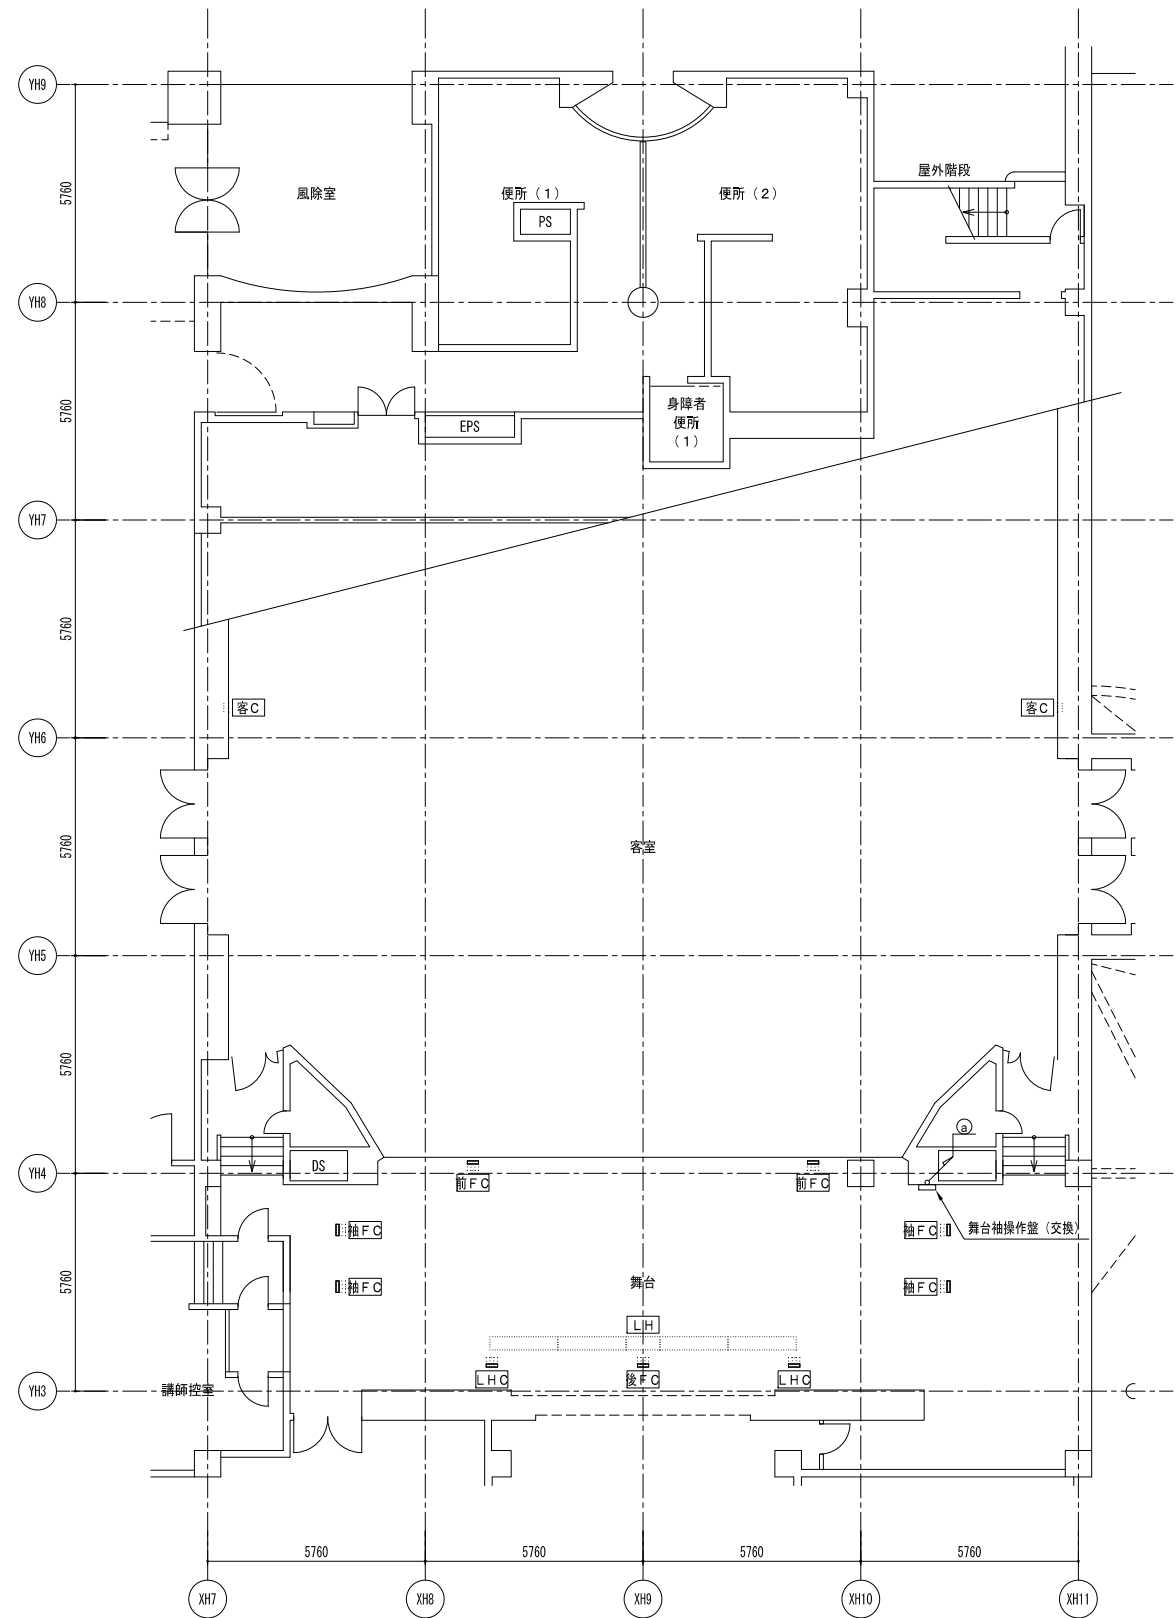 YH9
5760
風除室
便所（１）
PS
便所（２）
屋外階段
YH8
5760
身障者
便所
（１）
EPS
YH7
5760
客Ｃ
客Ｃ
YH6
5760
客室
YH5
5760
ⓐ
DS
YH4
前ＦＣ
前ＦＣ
袖ＦＣ
袖ＦＣ
舞台袖操作盤（交換）
5760
袖ＦＣ
舞台
袖ＦＣ
ＬＨ
ＬＨＣ
後ＦＣ
ＬＨＣ
YH3
講師控室
5760
5760
5760
5760
XH7
XH8
XH9
XH10
XH11